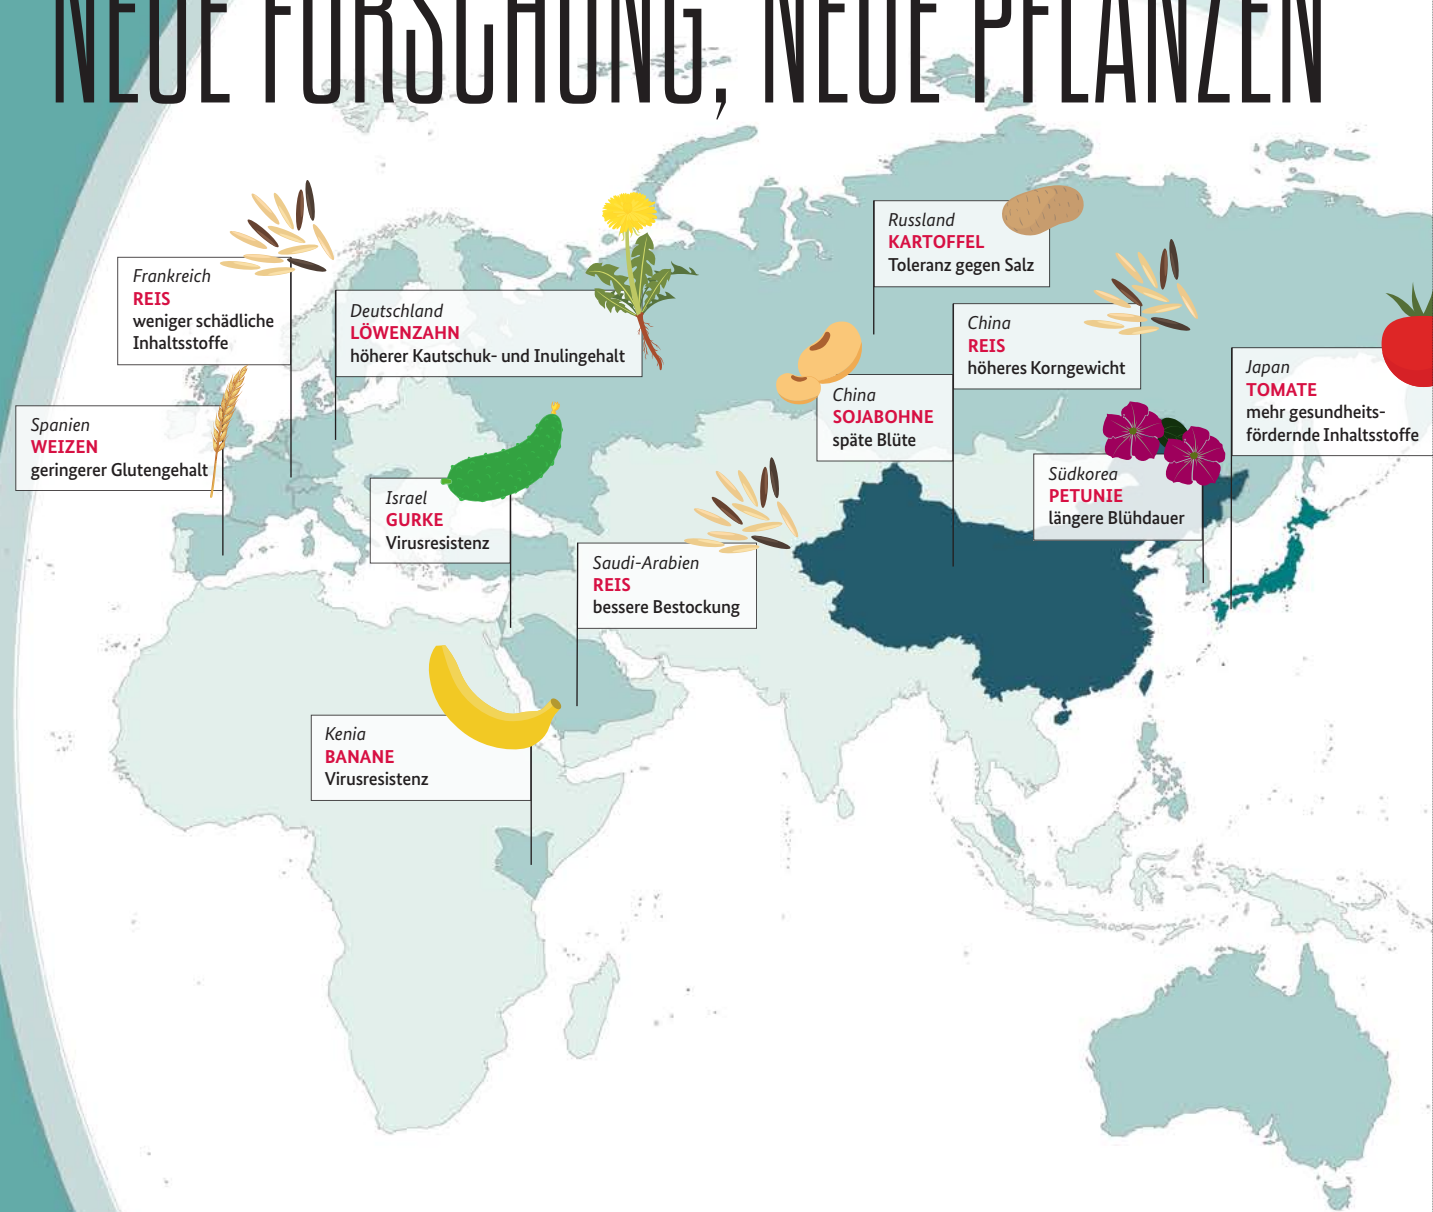 NEUE FORSCHUNG, NEUE PFLANZEN
Russland
KARTOFFEL
Toleranz gegen Salz
Frankreich
REIS
weniger schädliche
Inhaltsstoffe
Deutschland
LÖWENZAHN
höherer Kautschuk- und Inulingehalt
China
REIS
höheres Korngewicht
Japan
TOMATE
mehr gesundheits-
fördernde Inhaltsstoffe
China
SOJABOHNE
späte Blüte
Spanien
WEIZEN
geringerer Glutengehalt
Südkorea
PETUNIE
längere Blühdauer
Israel
GURKE
Virusresistenz
Saudi-Arabien
REIS
bessere Bestockung
Kenia
BANANE
Virusresistenz